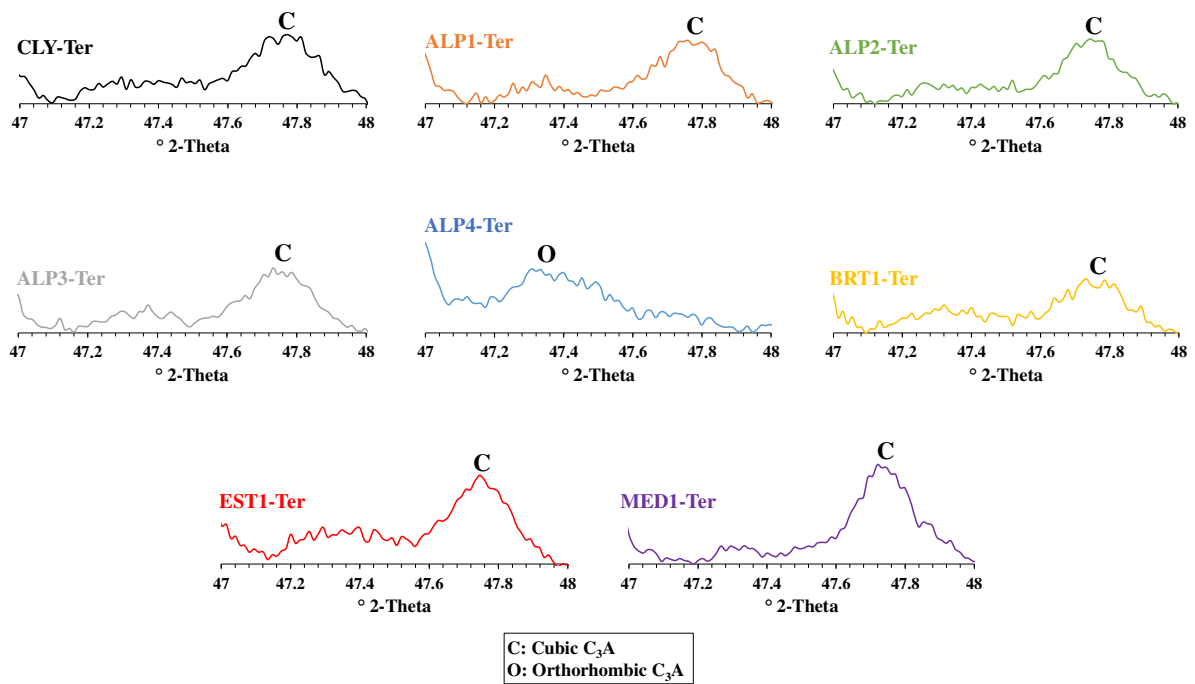 C C C
CLY-Ter ALP1-Ter ALP2-Ter
47 47.2 47.4 47.6 47.8 48 47 47.2 47.4 47.6 47.8 48 47 47.2 47.4 47.6 47.8 48
° 2-Theta ° 2-Theta ° 2-Theta
ALP4-Ter
C O C
ALP3-Ter BRT1-Ter
47 47.2 47.4 47.6 47.8 48 47 47.2 47.4 47.6 47.8 48 47 47.2 47.4 47.6 47.8 48
° 2-Theta ° 2-Theta ° 2-Theta
C C
EST1-Ter MED1-Ter
47 47.2 47.4 47.6 47.8 48 47 47.2 47.4 47.6 47.8 48
° 2-Theta ° 2-Theta
C: Cubic C₃A
O: Orthorhombic C₃A